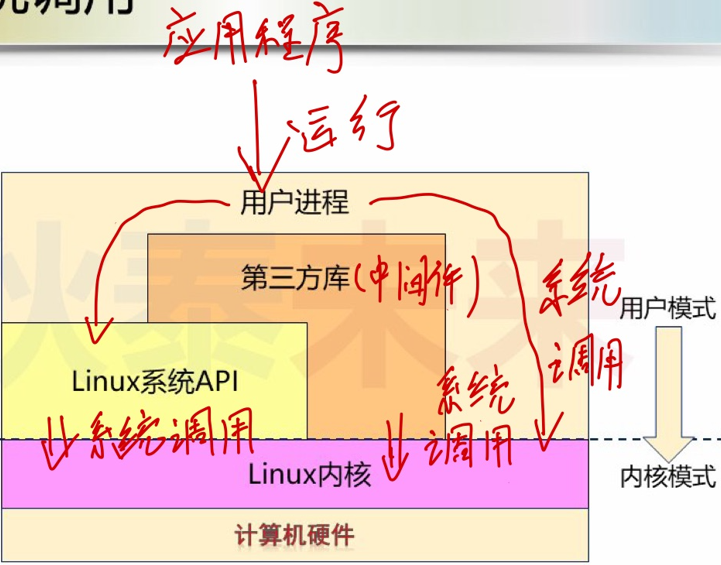 统调用
应用程序
运行
用户进程
第三方库(中间件)
系统
调用
用户模式
Linux系统API
系统调用
系统
调用
Linux内核
内核模式
计算机硬件